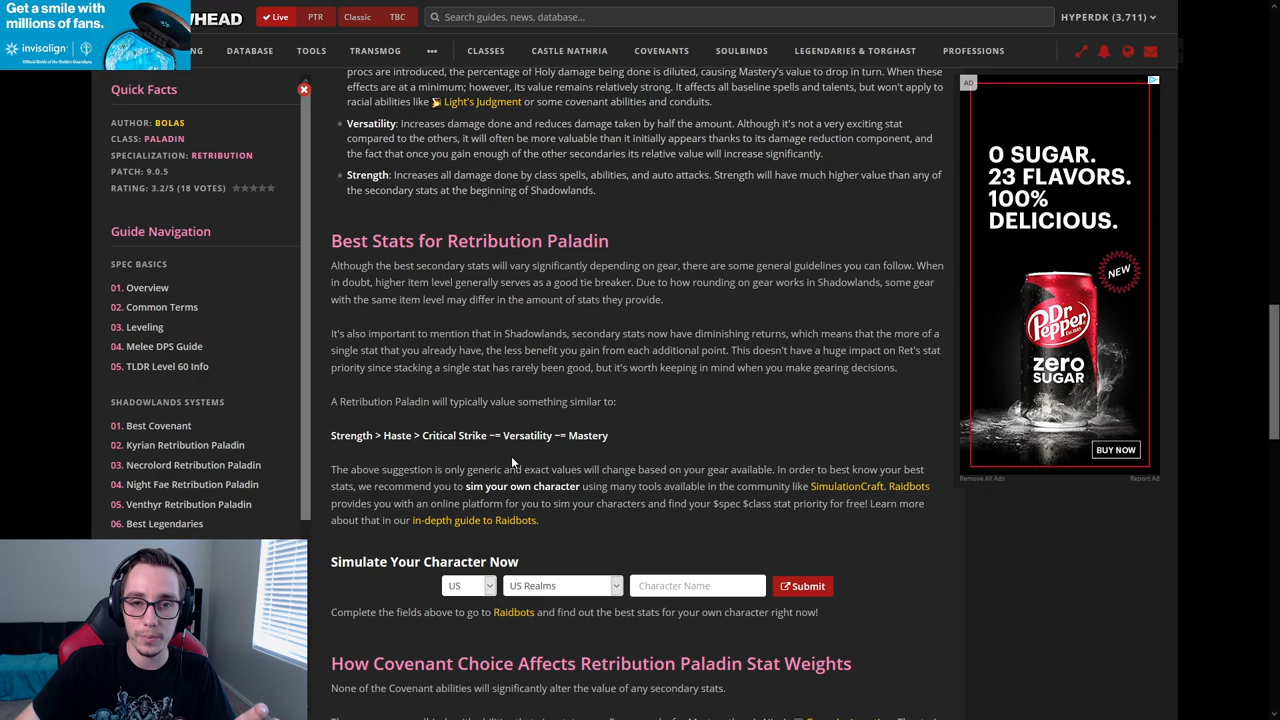 Get a smile with
millions of fans.
invisalign
WHEAD
Live PTR Classic TBC
Search guides, news, database...
HYPERDK (3,711)
NG DATABASE TOOLS TRANSMOG ••• CLASSES CASTLE NATHRIA COVENANTS SOULBINDS LEGENDARIES & TORGHAST PROFESSIONS
Quick Facts
AUTHOR: BOLAS
CLASS: PALADIN
SPECIALIZATION: RETRIBUTION
PATCH: 9.0.5
RATING: 3.2/5 (18 VOTES)
Guide Navigation
SPEC BASICS
01. Overview
02. Common Terms
03. Leveling
04. Melee DPS Guide
05. TLDR Level 60 Info
SHADOWLANDS SYSTEMS
01. Best Covenant
02. Kyrian Retribution Paladin
03. Necrolord Retribution Paladin
04. Night Fae Retribution Paladin
05. Venthyr Retribution Paladin
06. Best Legendaries
procs are introduced, the percentage of Holy damage being done is diluted, causing Mastery's value to drop in turn. When these
effects are at a minimum; however, its value remains relatively strong. It affects all baseline spells and talents, but won't apply to
racial abilities like Light's Judgment or some covenant abilities and conduits.
Versatility: Increases damage done and reduces damage taken by half the amount. Although it's not a very exciting stat
compared to the others, it will often be more valuable than it initially appears thanks to its damage reduction component, and
the fact that once you gain enough of the other secondaries its relative value will increase significantly.
Strength: Increases all damage done by class spells, abilities, and auto attacks. Strength will have much higher value than any of
the secondary stats at the beginning of Shadowlands.
Best Stats for Retribution Paladin
Although the best secondary stats will vary significantly depending on gear, there are some general guidelines you can follow. When
in doubt, higher item level generally serves as a good tie breaker. Due to how rounding on gear works in Shadowlands, some gear
with the same item level may differ in the amount of stats they provide.
It's also important to mention that in Shadowlands, secondary stats now have diminishing returns, which means that the more of a
single stat that you already have, the less benefit you gain from each additional point. This doesn't have a huge impact on Ret's stat
priority since stacking a single stat has rarely been good, but it's worth keeping in mind when you make gearing decisions.
A Retribution Paladin will typically value something similar to:
Strength > Haste > Critical Strike ~= Versatility ~= Mastery
The above suggestion is only generic and exact values will change based on your gear available. In order to best know your best
stats, we recommend you to sim your own character using many tools available in the community like SimulationCraft. Raidbots
provides you with an online platform for you to sim your characters and find your $spec $class stat priority for free! Learn more
about that in our in-depth guide to Raidbots.
Simulate Your Character Now
US US Realms Character Name Submit
Complete the fields above to go to Raidbots and find out the best stats for your own character right now!
How Covenant Choice Affects Retribution Paladin Stat Weights
None of the Covenant abilities will significantly alter the value of any secondary stats.
AD
0 SUGAR.
23 FLAVORS.
100%
DELICIOUS.
NEW
Dr
Pepper
zero
SUGAR
BUY NOW
Remove All Ads
Report Ad